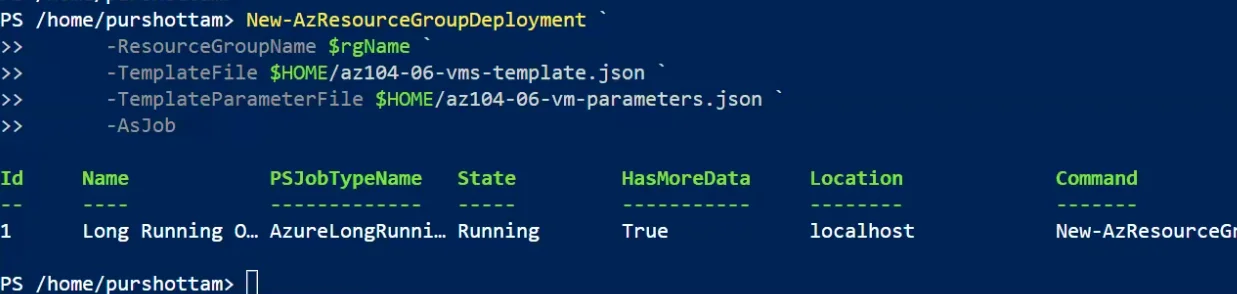 PS /home/purshottam> New-AzResourceGroupDeployment `
>> -ResourceGroupName $rgName `
>> -TemplateFile $HOME/az104-06-vms-template.json `
>> -TemplateParameterFile $HOME/az104-06-vm-parameters.json `
>> -AsJob
Id Name PSJobTypeName State HasMoreData Location Command
-- ---- ------------- ----- ----------- -------- -------
1 Long Running O… AzureLongRunni… Running True localhost New-AzResourceGr
PS /home/purshottam>